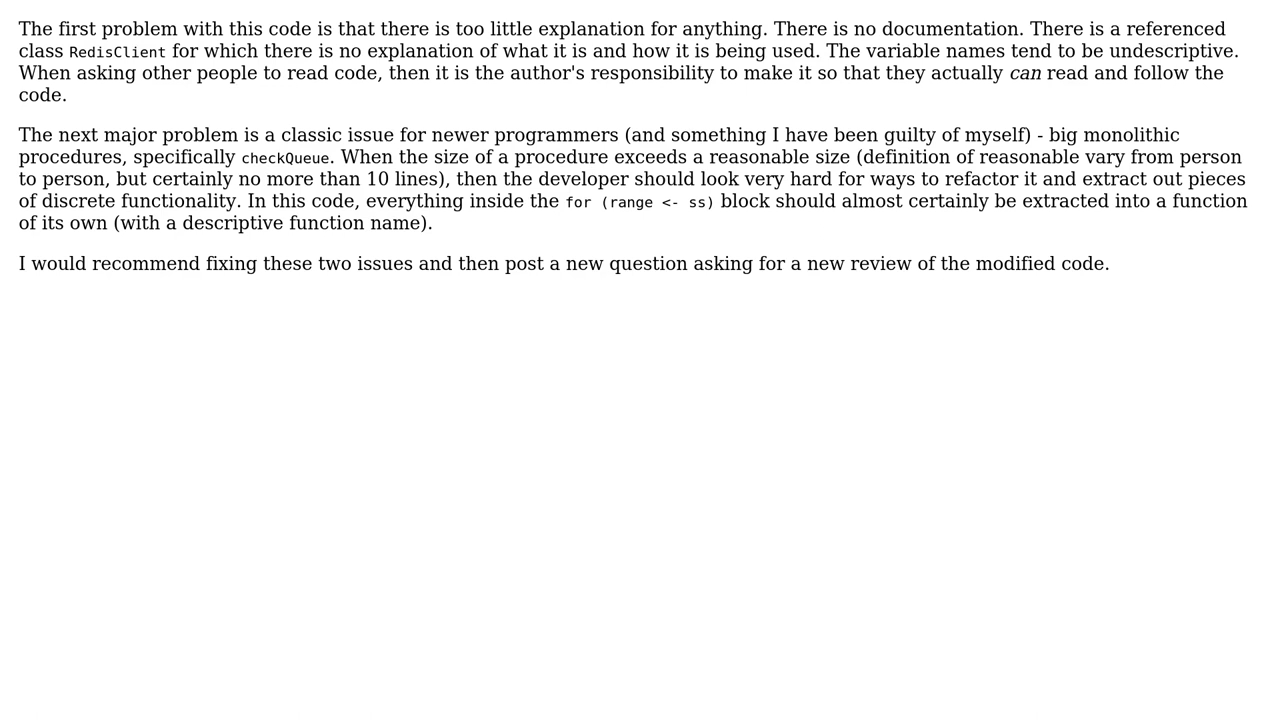 The first problem with this code is that there is too little explanation for anything. There is no documentation. There is a referenced
class RedisClient for which there is no explanation of what it is and how it is being used. The variable names tend to be undescriptive.
When asking other people to read code, then it is the author's responsibility to make it so that they actually can read and follow the
code.
The next major problem is a classic issue for newer programmers (and something I have been guilty of myself) - big monolithic
procedures, specifically checkQueue. When the size of a procedure exceeds a reasonable size (definition of reasonable vary from person
to person, but certainly no more than 10 lines), then the developer should look very hard for ways to refactor it and extract out pieces
of discrete functionality. In this code, everything inside the for (range <- ss) block should almost certainly be extracted into a function
of its own (with a descriptive function name).
I would recommend fixing these two issues and then post a new question asking for a new review of the modified code.